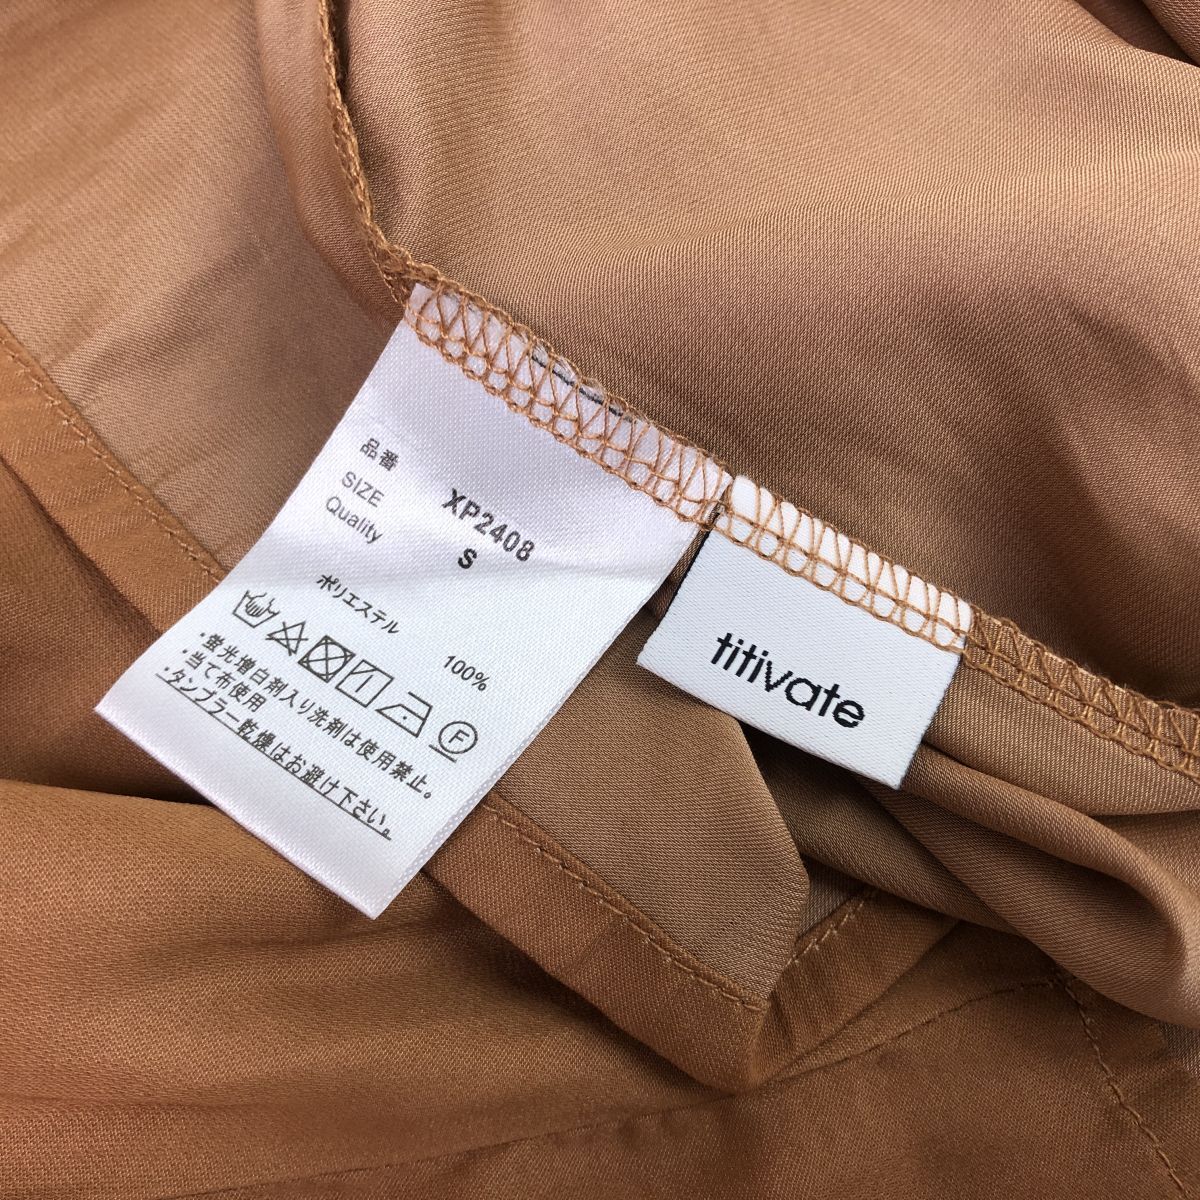 品番 XP2408
SIZE S
Quality
ポリエステル 100%
F
・蛍光増白剤入り洗剤は使用禁止。
・当て布使用
・タンブラー乾燥はお避け下さい。
titivate